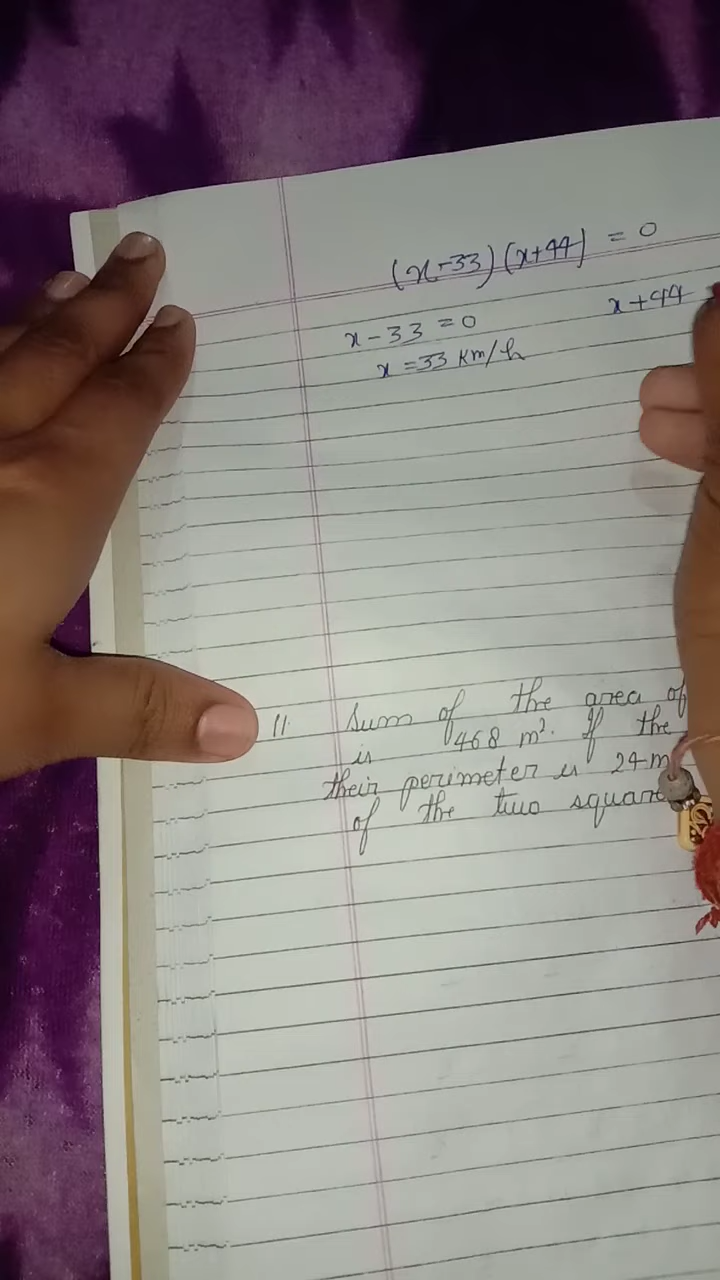 (x-33)(x+44) = 0
x - 33 = 0 x + 44
x = 33 km/h
11. Sum of the area of
is 468 m². If the
their perimeter is 24 m
of the two square